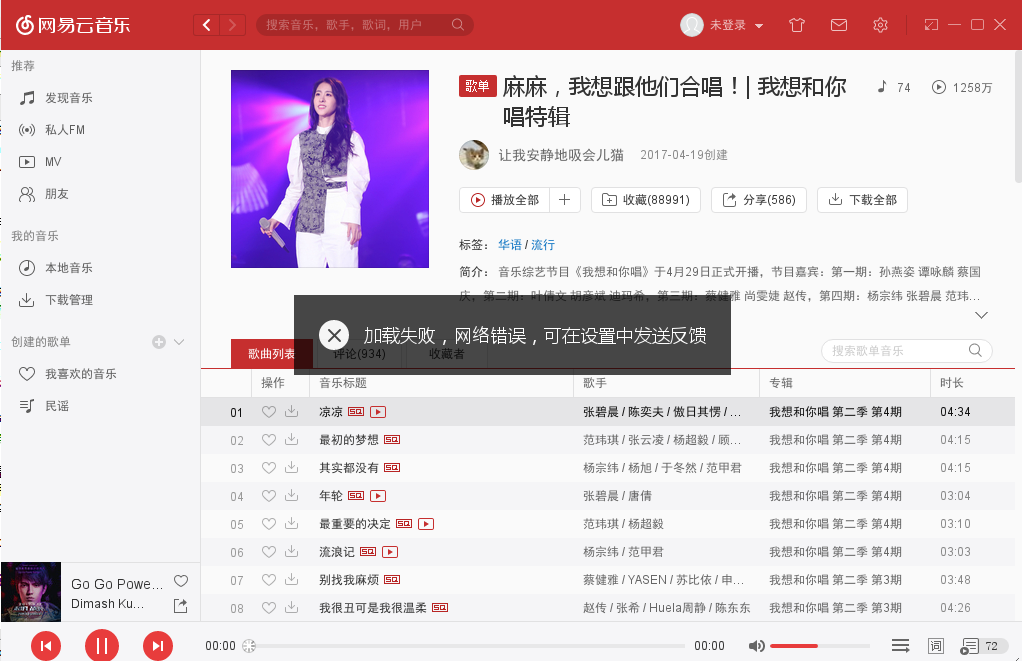 网易云音乐
搜索音乐，歌手，歌词，用户
未登录
推荐
发现音乐
私人FM
MV
朋友
我的音乐
本地音乐
下载管理
创建的歌单
我喜欢的音乐
民谣
歌单 麻麻，我想跟他们合唱！| 我想和你唱特辑
74
1258万
让我安静地吸会儿猫 2017-04-19创建
播放全部
收藏(88991)
分享(586)
下载全部
标签： 华语 / 流行
简介： 音乐综艺节目《我想和你唱》于4月29日正式开播，节目嘉宾：第一期：孙燕姿 谭咏麟 蔡国
庆，第二期：叶倩文 胡彦斌 迪玛希，第三期：蔡健雅 尚雯婕 赵传，第四期：杨宗纬 张碧晨 范玮...
加载失败，网络错误，可在设置中发送反馈
歌曲列表 评论(934) 收藏者
搜索歌单音乐
操作 音乐标题 歌手 专辑 时长
01 凉凉 SQ 张碧晨 / 陈奕夫 / 傲日其愣 / ... 我想和你唱 第二季 第4期 04:34
02 最初的梦想 SQ 范玮琪 / 张云凌 / 杨超毅 / 顾... 我想和你唱 第二季 第4期 04:15
03 其实都没有 SQ 杨宗纬 / 杨旭 / 于冬然 / 范甲君 我想和你唱 第二季 第4期 04:15
04 年轮 SQ 张碧晨 / 唐倩 我想和你唱 第二季 第4期 03:04
05 最重要的决定 SQ 范玮琪 / 杨超毅 我想和你唱 第二季 第4期 03:10
06 流浪记 SQ 杨宗纬 / 范甲君 我想和你唱 第二季 第4期 03:03
07 别找我麻烦 SQ 蔡健雅 / YASEN / 苏比依 / 申... 我想和你唱 第二季 第3期 03:48
08 我很丑可是我很温柔 SQ 赵传 / 张希 / Huela周静 / 陈东东 我想和你唱 第二季 第3期 04:26
Go Go Powe...
Dimash Ku...
00:00
00:00
词
72